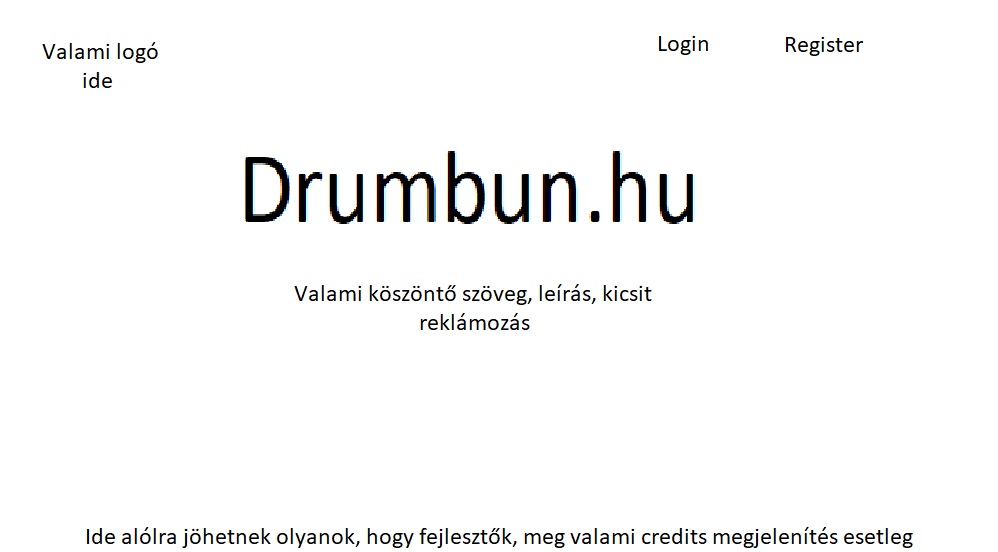 Valami logó
ide
Login
Register
Drumbun.hu
Valami köszöntő szöveg, leírás, kicsit
reklámozás
Ide alólra jöhetnek olyanok, hogy fejlesztők, meg valami credits megjelenítés esetleg